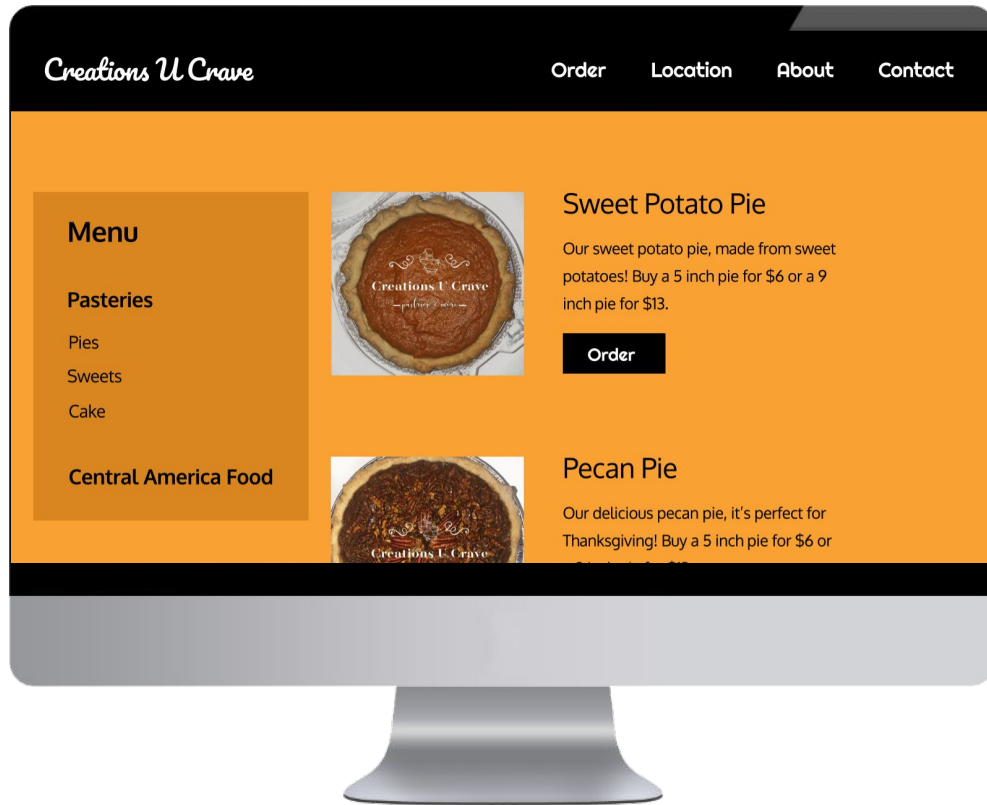 Creations U Crave
Order
Location
About
Contact
Menu
Pasteries
Pies
Sweets
Cake
Central America Food
Creations U Crave
Sweet Potato Pie
Our sweet potato pie, made from sweet
potatoes! Buy a 5 inch pie for $6 or a 9
inch pie for $13.
Order
Creations U Crave
Pecan Pie
Our delicious pecan pie, it's perfect for
Thanksgiving! Buy a 5 inch pie for $6 or